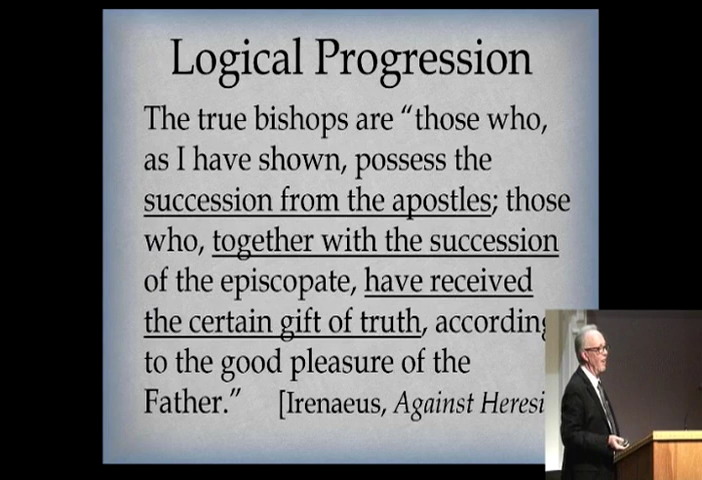 Logical Progression
The true bishops are “those who,
as I have shown, possess the
succession from the apostles; those
who, together with the succession
of the episcopate, have received
the certain gift of truth, according
to the good pleasure of the
Father.” [Irenaeus, Against Heresi